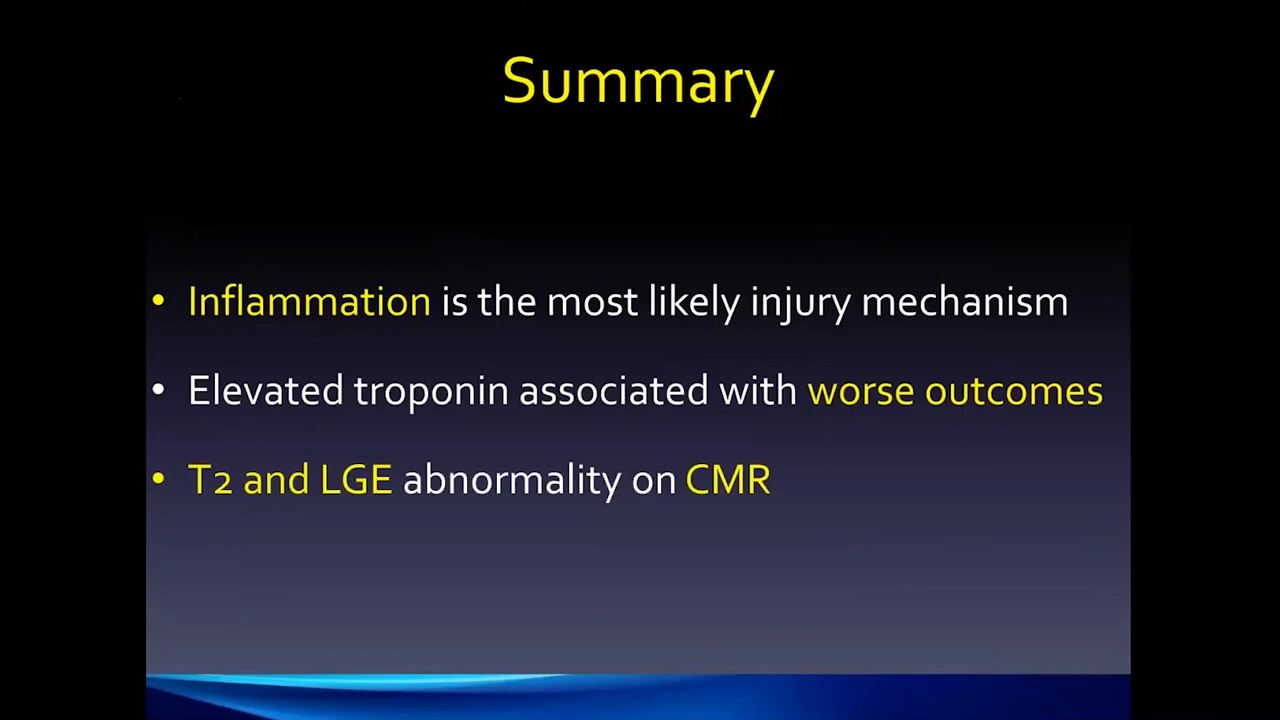 Summary
• Inflammation is the most likely injury mechanism
• Elevated troponin associated with worse outcomes
• T2 and LGE abnormality on CMR